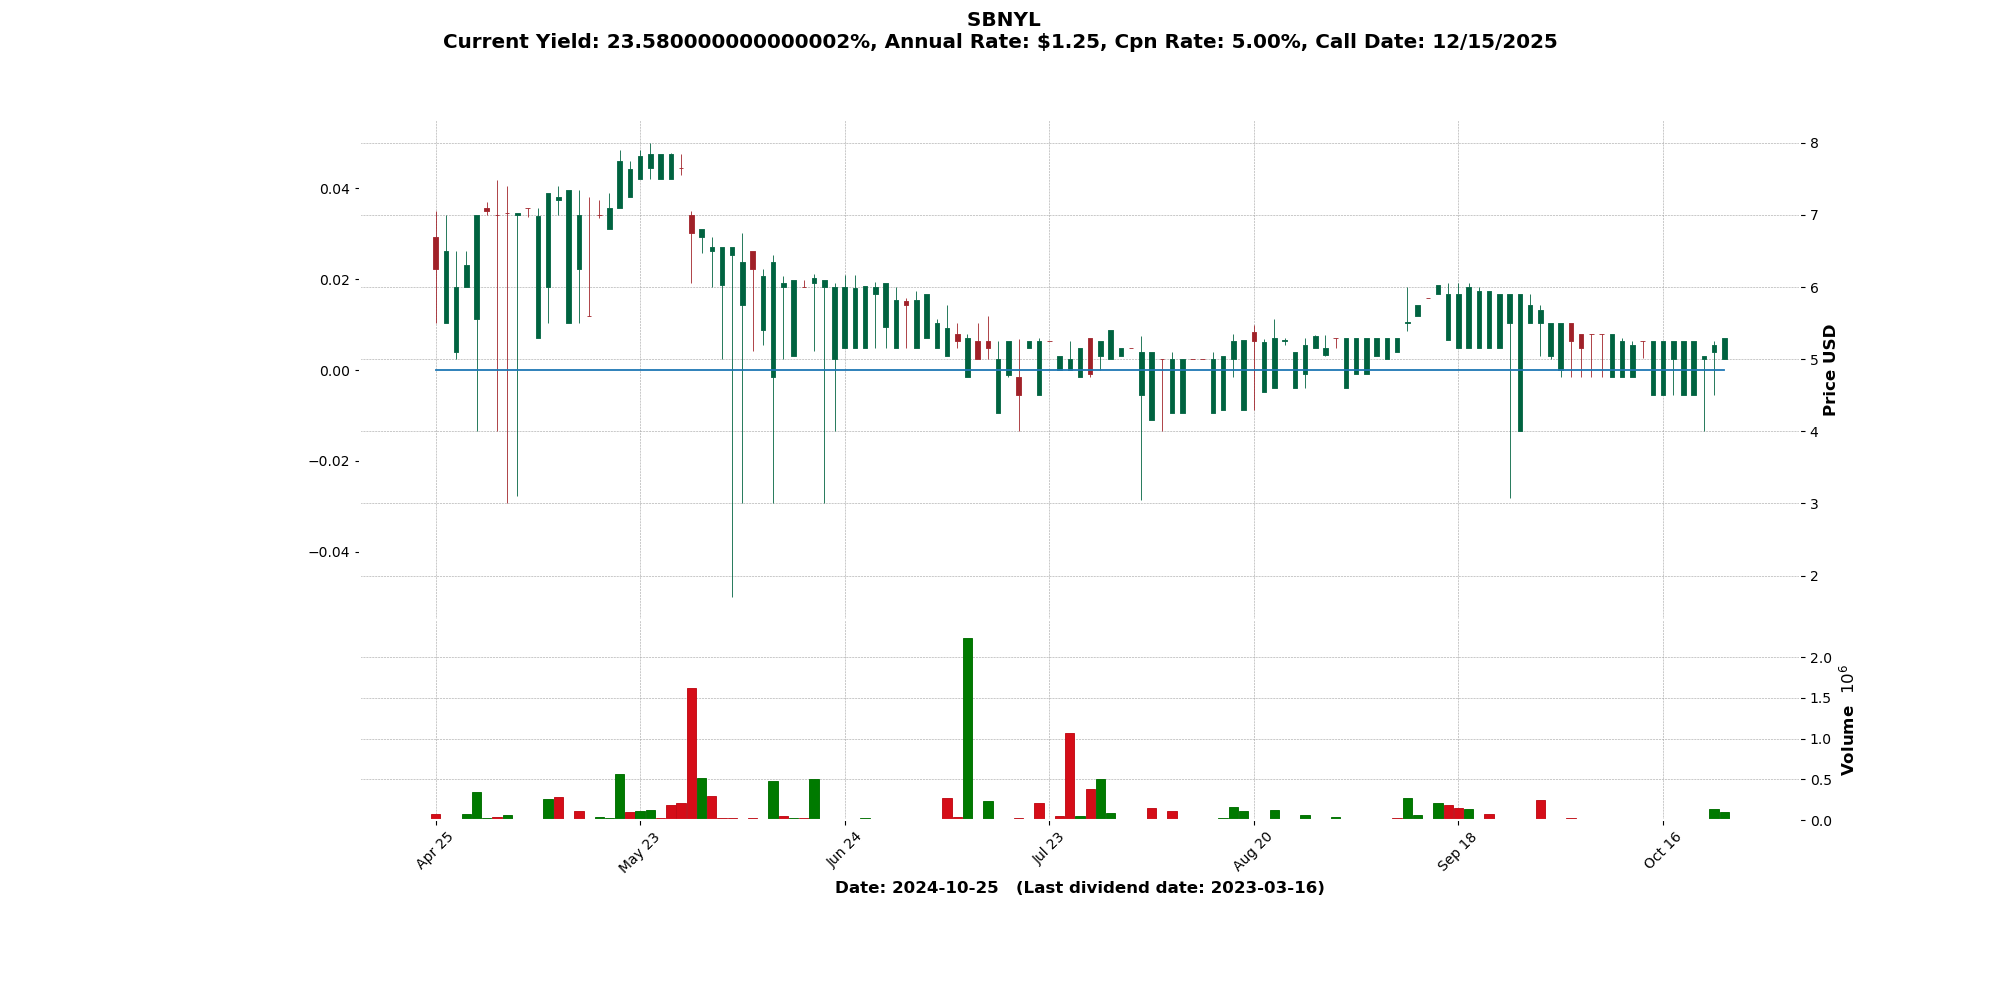 SBNYL
Current Yield: 23.580000000000002%, Annual Rate: $1.25, Cpn Rate: 5.00%, Call Date: 12/15/2025
0.04
0.02
0.00
−0.02
−0.04
8
7
6
5
4
3
2
Price USD
2.0
1.5
1.0
0.5
0.0
Volume 10⁶
Apr 25
May 23
Jun 24
Jul 23
Aug 20
Sep 18
Oct 16
Date: 2024-10-25 (Last dividend date: 2023-03-16)